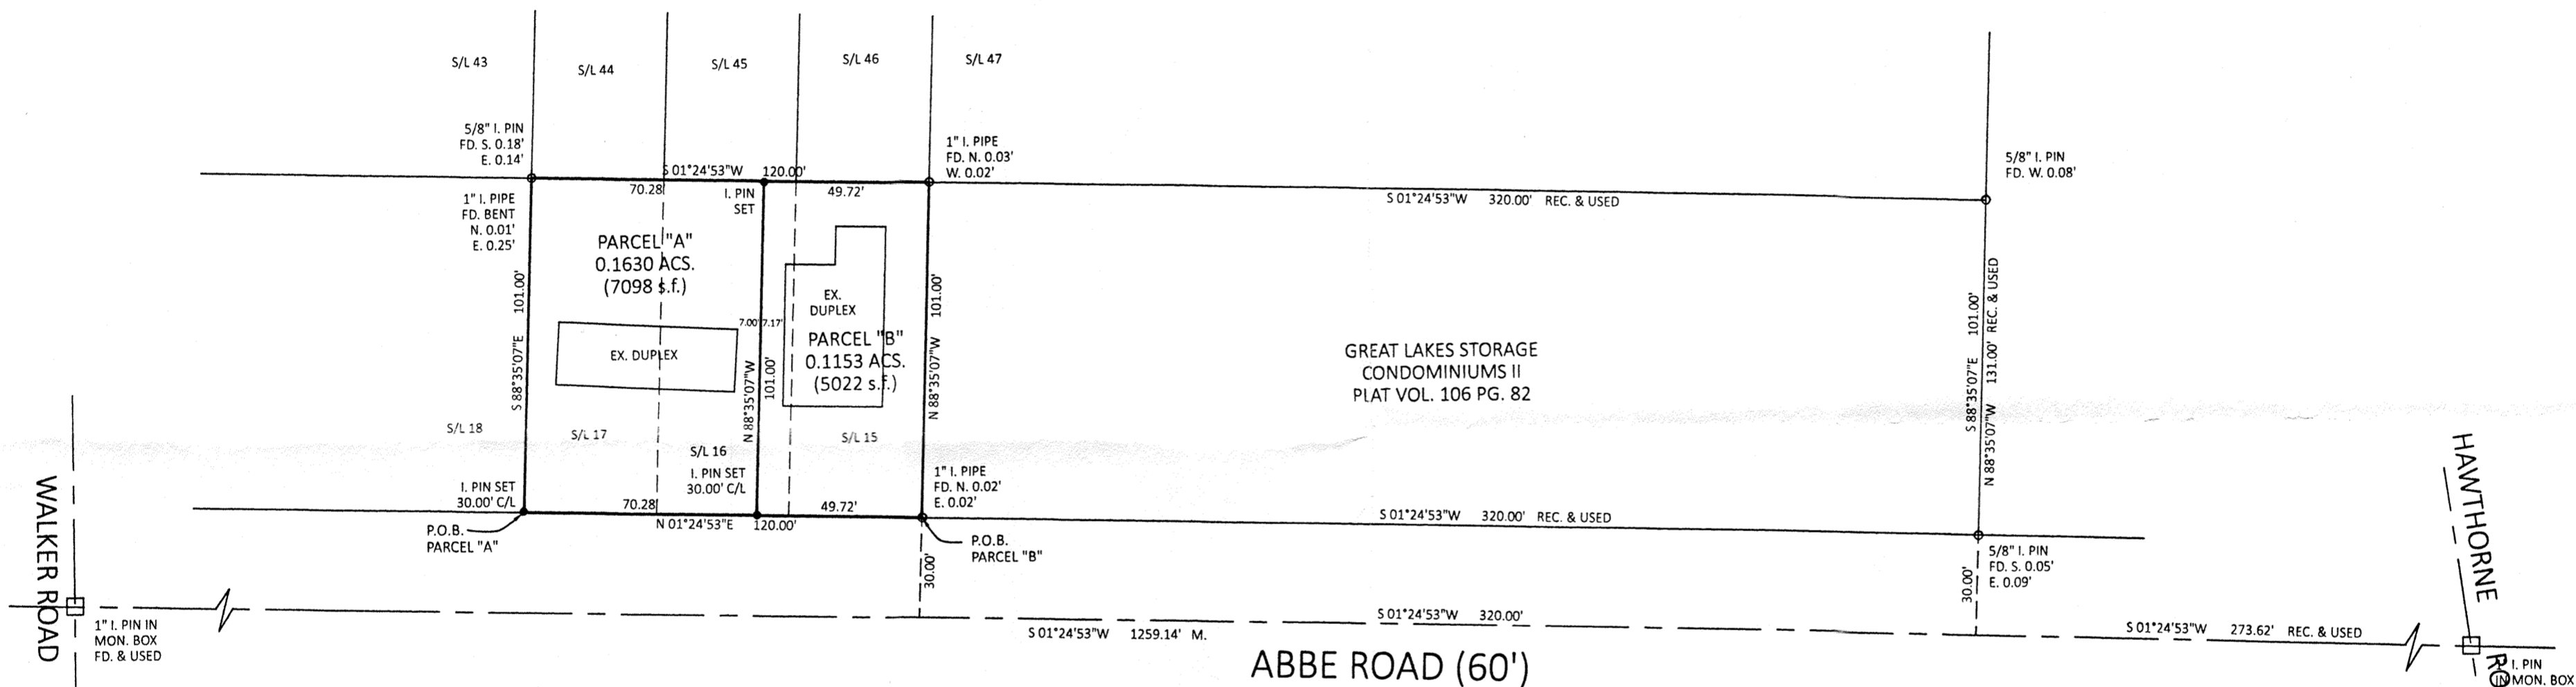 S/L 43
S/L 44
S/L 45
S/L 46
S/L 47
5/8" I. PIN
FD. S. 0.18'
E. 0.14'
1" I. PIPE
FD. N. 0.03'
W. 0.02'
5/8" I. PIN
FD. W. 0.08'
S 01°24'53"W 120.00'
70.28'
I. PIN
SET
49.72'
S 01°24'53"W 320.00' REC. & USED
1" I. PIPE
FD. BENT
N. 0.01'
E. 0.25'
PARCEL "A"
0.1630 ACS.
(7098 s.f.)
S 88°35'07"E 101.00'
EX. DUPLEX
7.00'
7.17'
N 88°35'07"W
101.00'
EX.
DUPLEX
PARCEL "B"
0.1153 ACS.
(5022 s.f.)
N 88°35'07"W 101.00'
GREAT LAKES STORAGE
CONDOMINIUMS II
PLAT VOL. 106 PG. 82
S 88°35'07"E 101.00'
N 88°35'07"W 131.00' REC. & USED
S/L 18
S/L 17
S/L 16
S/L 15
I. PIN SET
30.00' C/L
I. PIN SET
30.00' C/L
1" I. PIPE
FD. N. 0.02'
E. 0.02'
70.28'
N 01°24'53"E 120.00'
49.72'
S 01°24'53"W 320.00' REC. & USED
P.O.B.
PARCEL "A"
P.O.B.
PARCEL "B"
30.00'
5/8" I. PIN
FD. S. 0.05'
E. 0.09'
30.00'
WALKER ROAD
HAWTHORNE
RO
1" I. PIN IN
MON. BOX
FD. & USED
S 01°24'53"W 320.00'
S 01°24'53"W 1259.14' M.
S 01°24'53"W 273.62' REC. & USED
ABBE ROAD (60')
I. PIN
IN MON. BOX